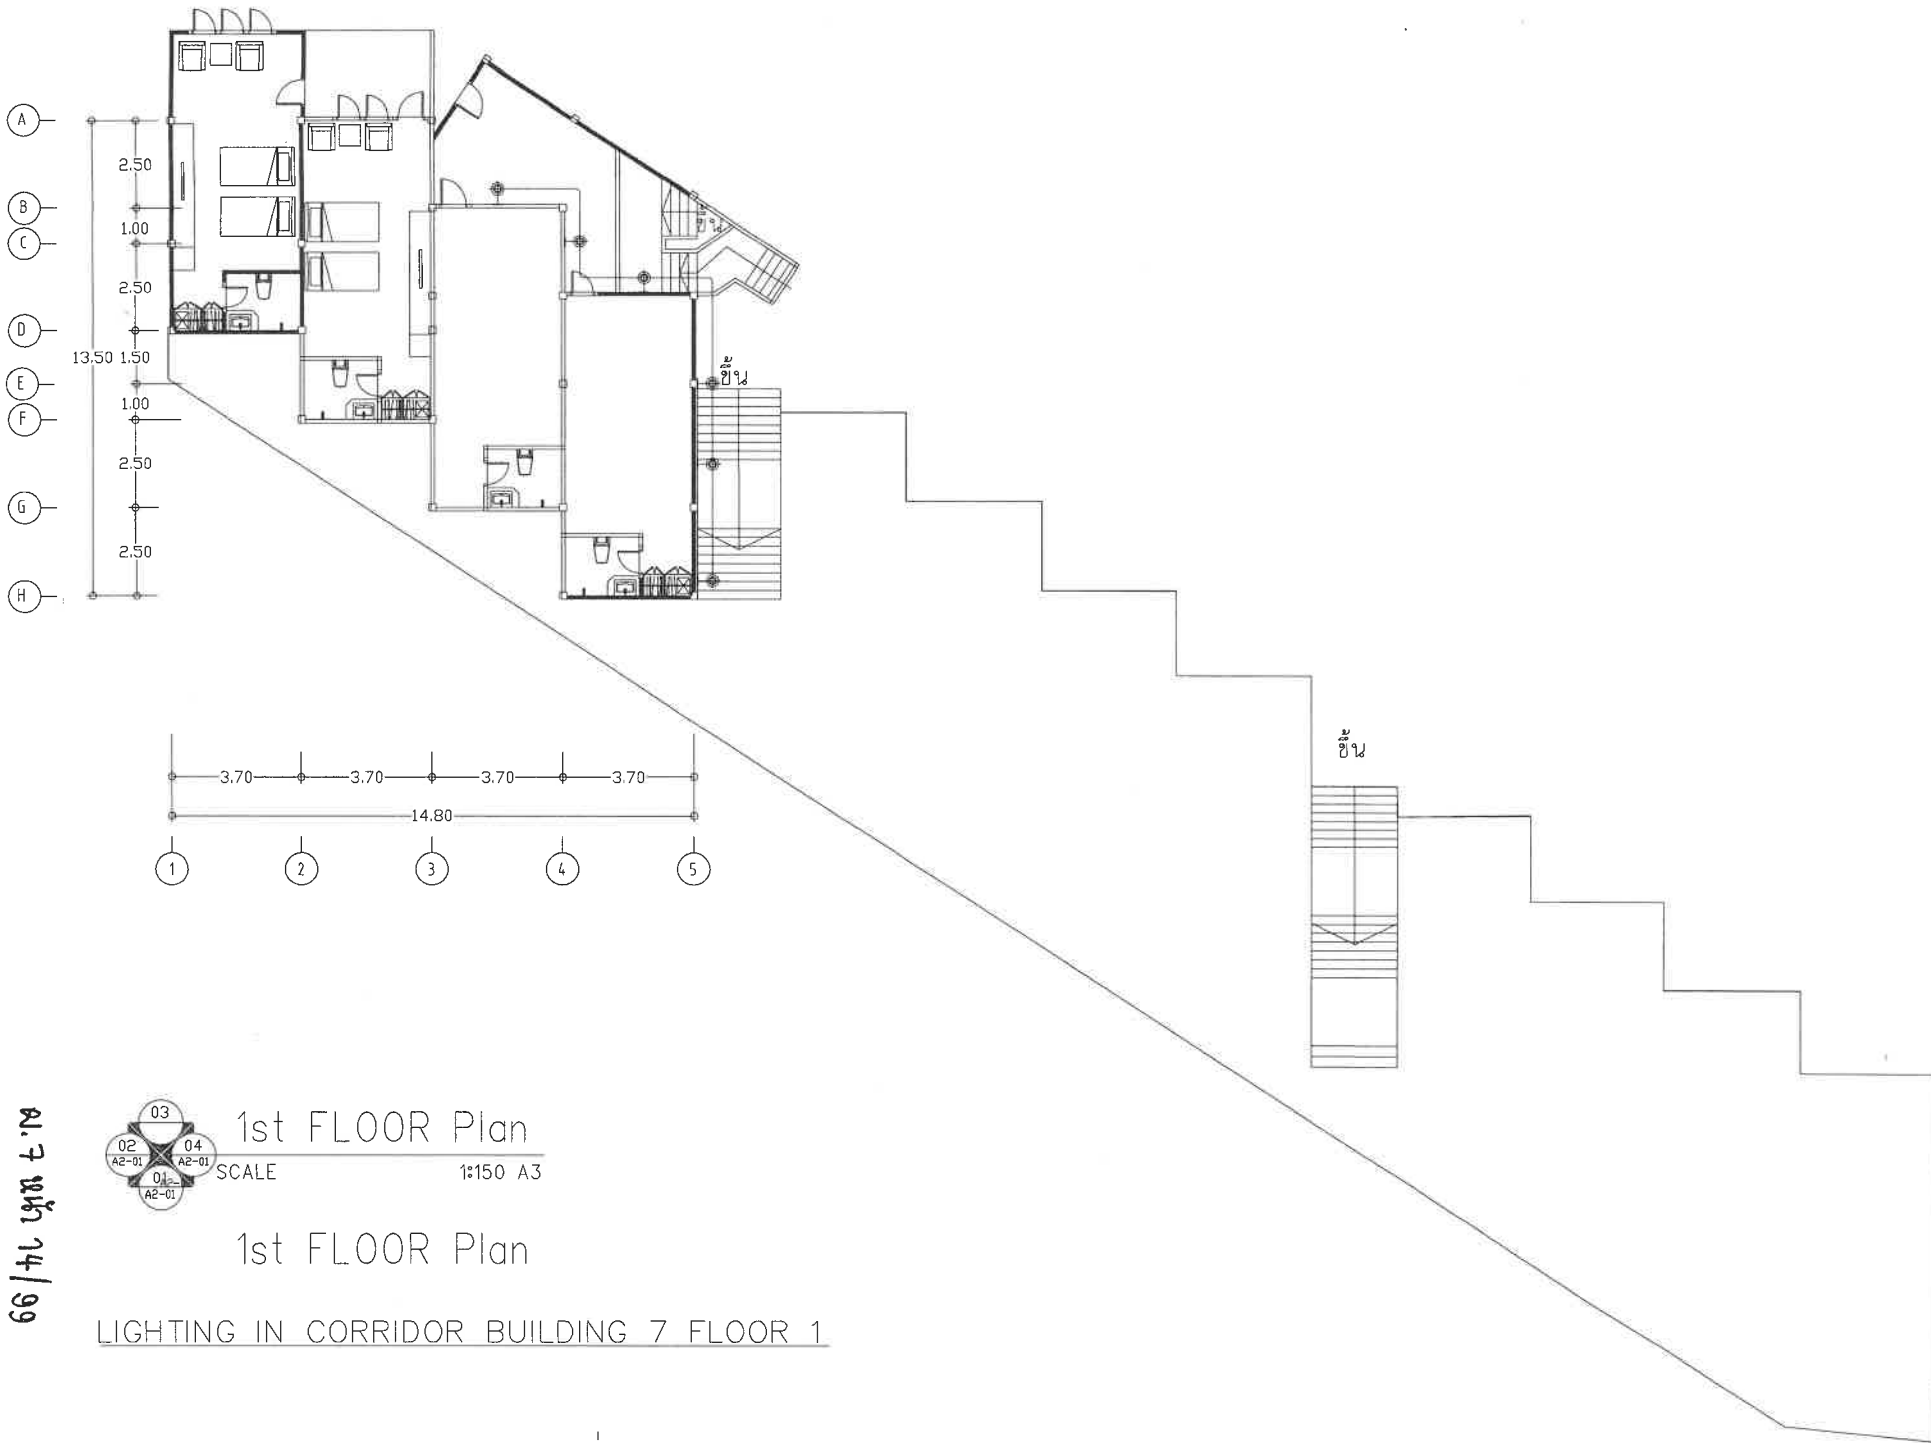 A
B
C
D
E
F
G
H
2.50
1.00
2.50
13.50 1.50
1.00
2.50
2.50
ขึ้น
ขึ้น
3.70 3.70 3.70 3.70
14.80
1 2 3 4 5
03
02 04
A2-01 A2-01
A2-01
1st FLOOR Plan
SCALE 1:150 A3
1st FLOOR Plan
LIGHTING IN CORRIDOR BUILDING 7 FLOOR 1
ผ.7 หน้า 14/99